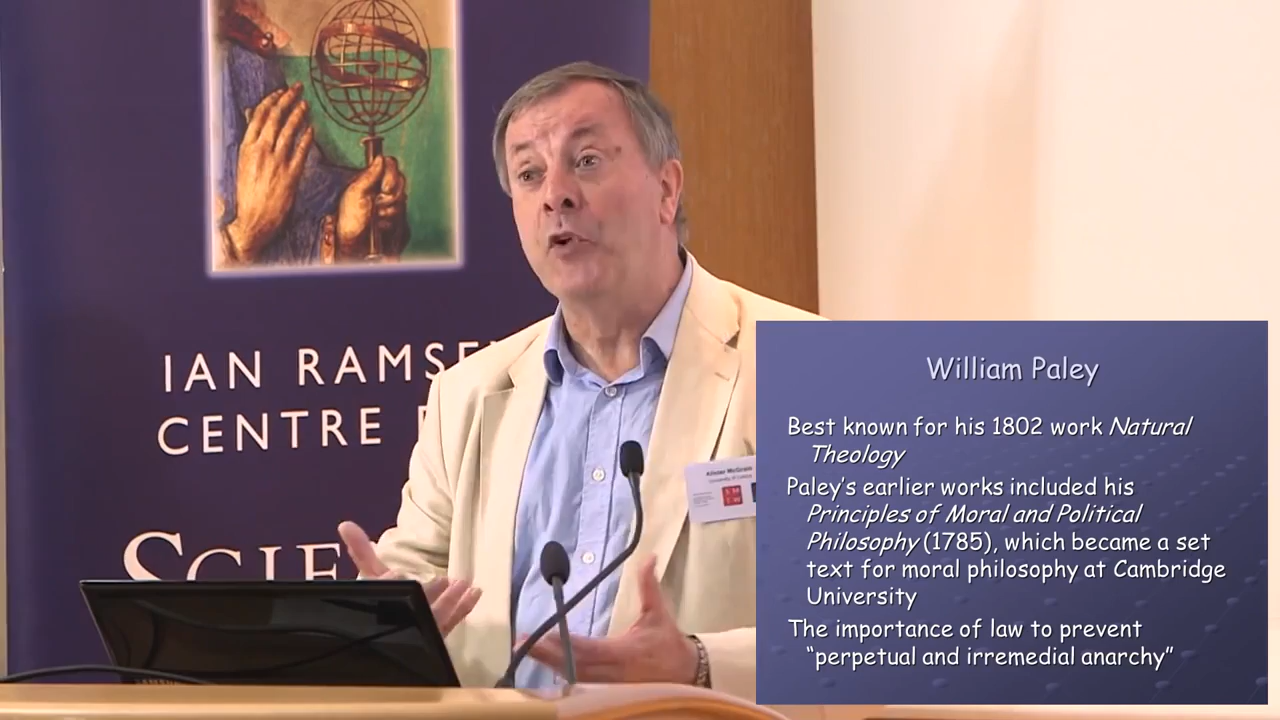 IAN RAMSE
CENTRE
SCIE
Alister McGrath
William Paley
Best known for his 1802 work Natural
Theology
Paley's earlier works included his
Principles of Moral and Political
Philosophy (1785), which became a set
text for moral philosophy at Cambridge
University
The importance of law to prevent
“perpetual and irremedial anarchy”